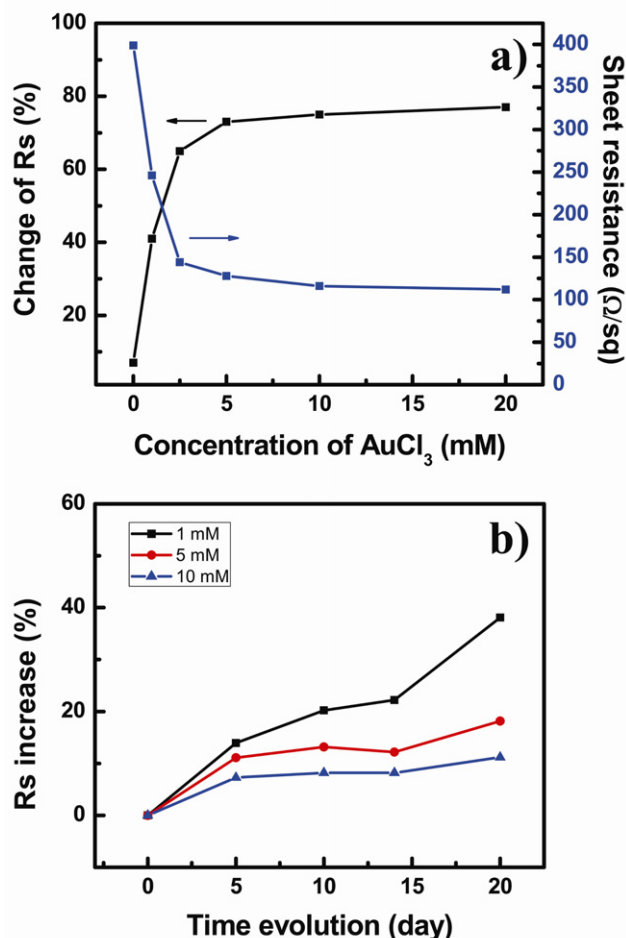 a)
Change of Rs (%)
100
80
60
40
20
400
350
300
250
200
150
100
50
0
Sheet resistance (Ω/sq)
0 5 10 15 20
Concentration of AuCl₃ (mM)
b)
1 mM
5 mM
10 mM
Rs increase (%)
60
40
20
0
0 5 10 15 20
Time evolution (day)